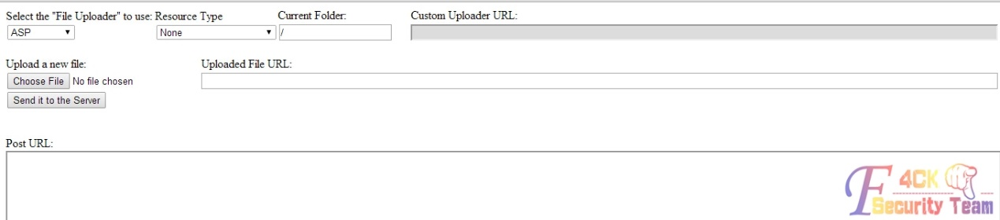 Select the "File Uploader" to use: Resource Type Current Folder: Custom Uploader URL:
ASP None /
Upload a new file: Uploaded File URL:
Choose File No file chosen
Send it to the Server
Post URL:
F4CK
Security Team